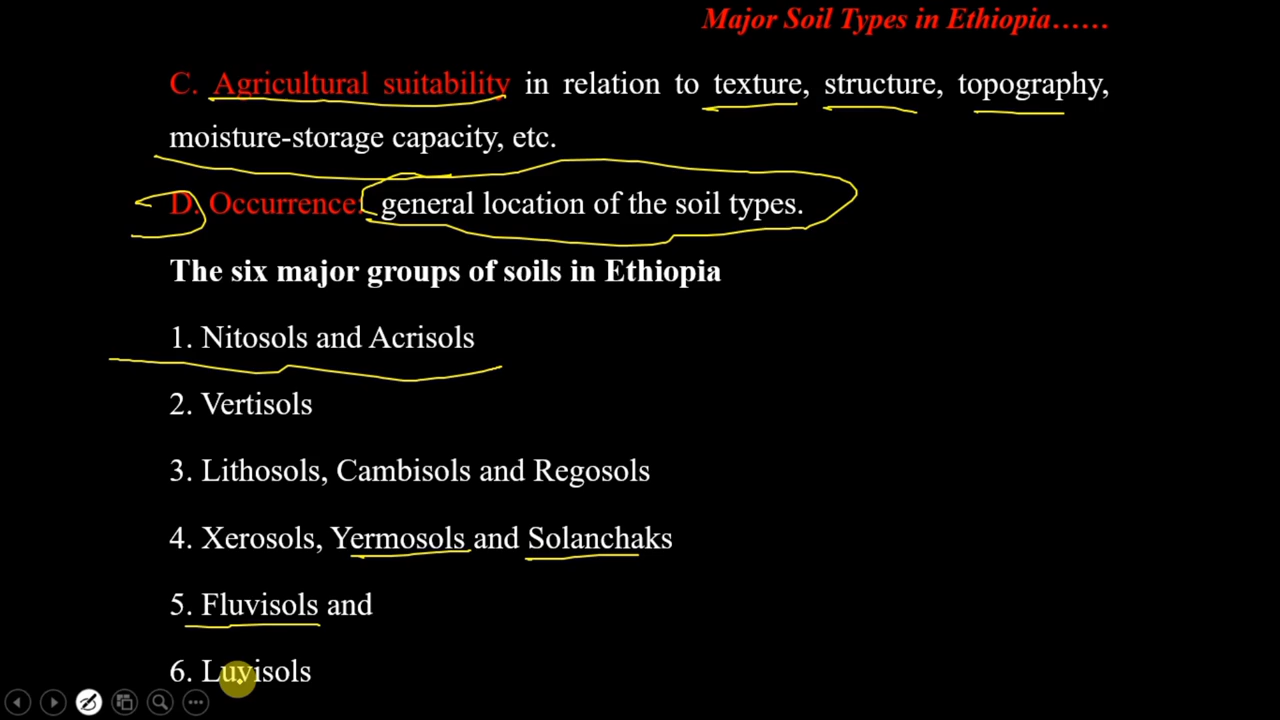 Major Soil Types in Ethiopia……
C. Agricultural suitability in relation to texture, structure, topography,
moisture-storage capacity, etc.
D. Occurrence: general location of the soil types.
The six major groups of soils in Ethiopia
1. Nitosols and Acrisols
2. Vertisols
3. Lithosols, Cambisols and Regosols
4. Xerosols, Yermosols and Solanchaks
5. Fluvisols and
6. Luvisols